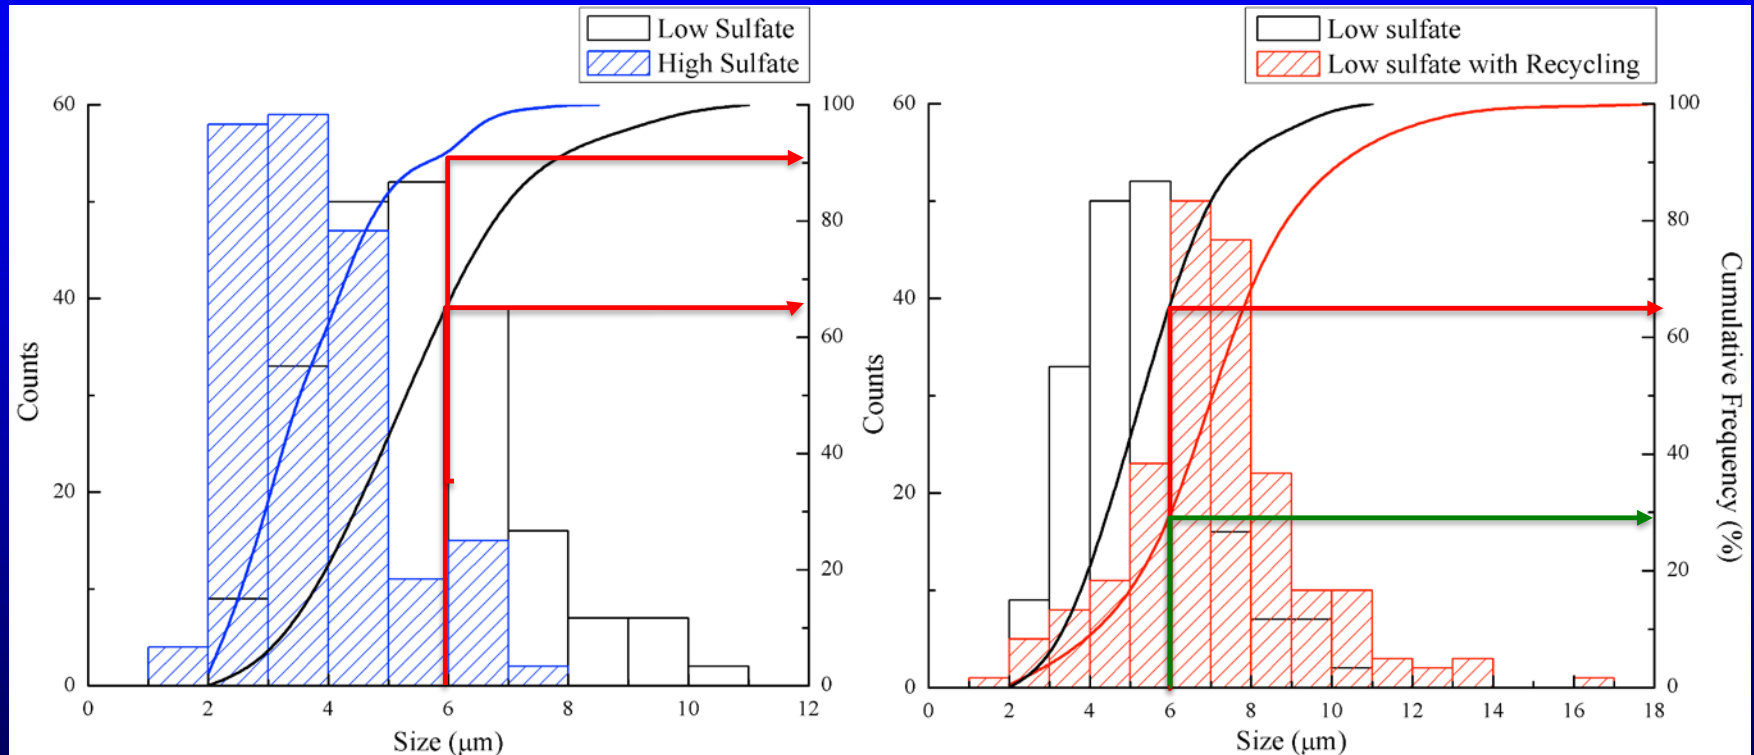 Low Sulfate
High Sulfate
60
40
20
0
Counts
100
80
60
40
20
0
0 2 4 6 8 10 12
Size (μm)
Low sulfate
Low sulfate with Recycling
60
40
20
0
Counts
100
80
60
40
20
0
Cumulative Frequency (%)
0 2 4 6 8 10 12 14 16 18
Size (μm)